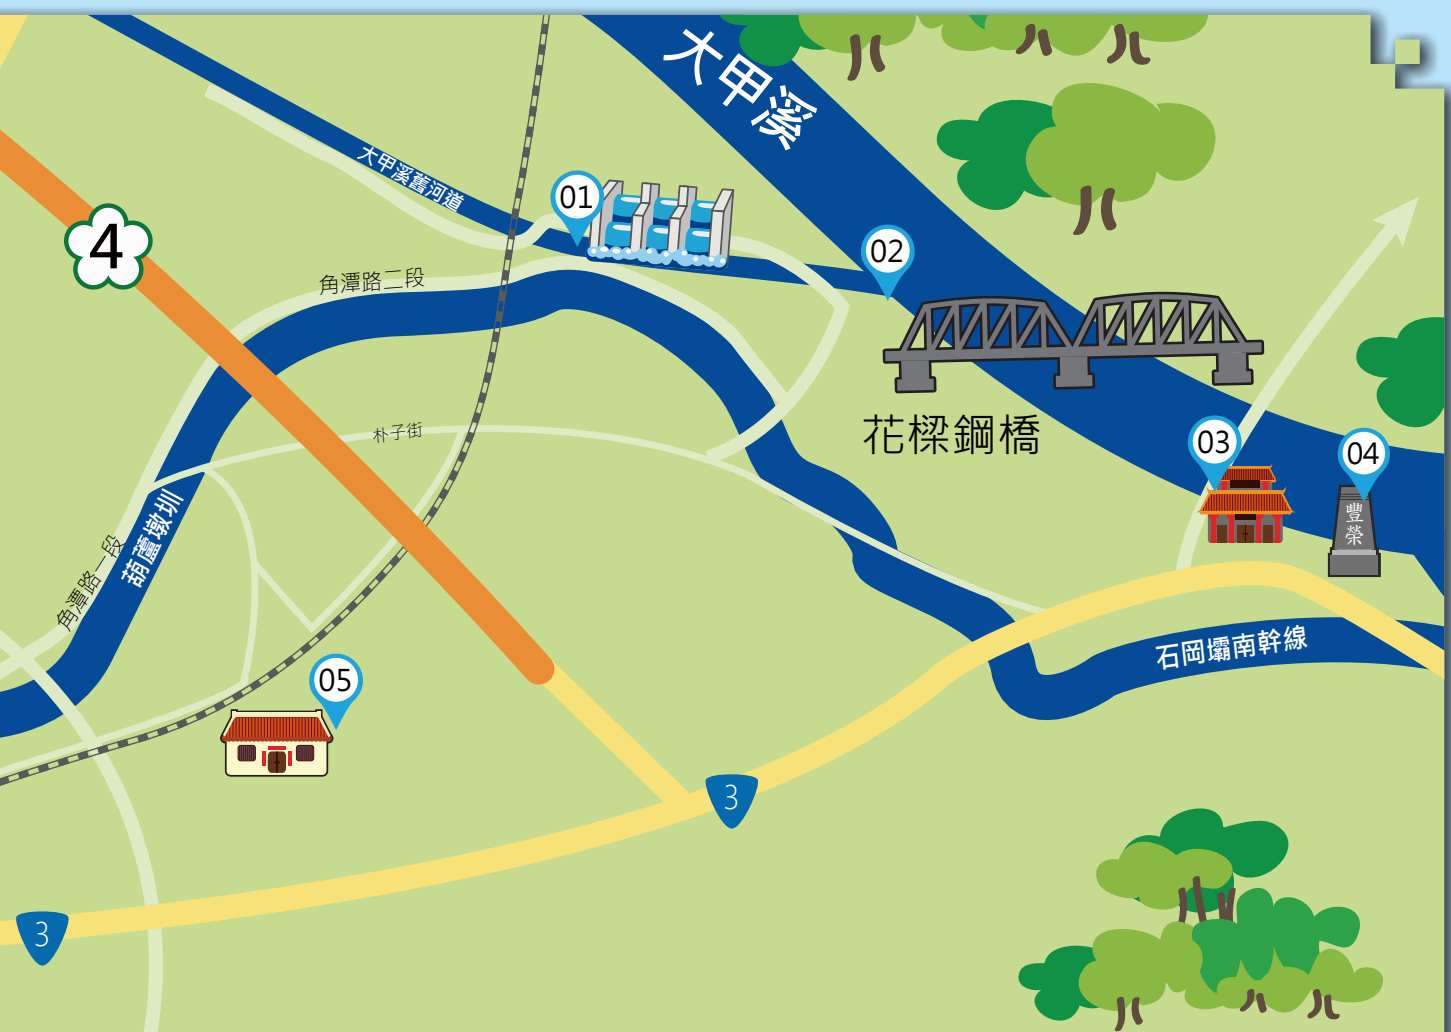 大甲溪
大甲溪舊河道
01
02
4
角潭路二段
花樑鋼橋
朴子街
03
04
豐榮
葫蘆墩圳
角潭路一段
石岡壩南幹線
05
3
3